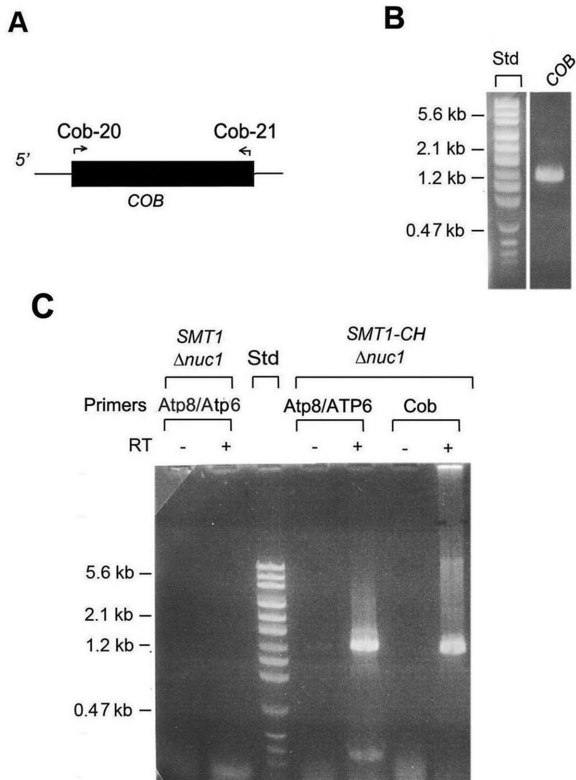 A
B
Cob-20
Cob-21
5'
COB
Std
COB
5.6 kb
2.1 kb
1.2 kb
0.47 kb
C
SMT1
Δnuc1
Std
SMT1-CH
Δnuc1
Primers Atp8/Atp6 Atp8/ATP6 Cob
RT - + - + - +
5.6 kb
2.1 kb
1.2 kb
0.47 kb